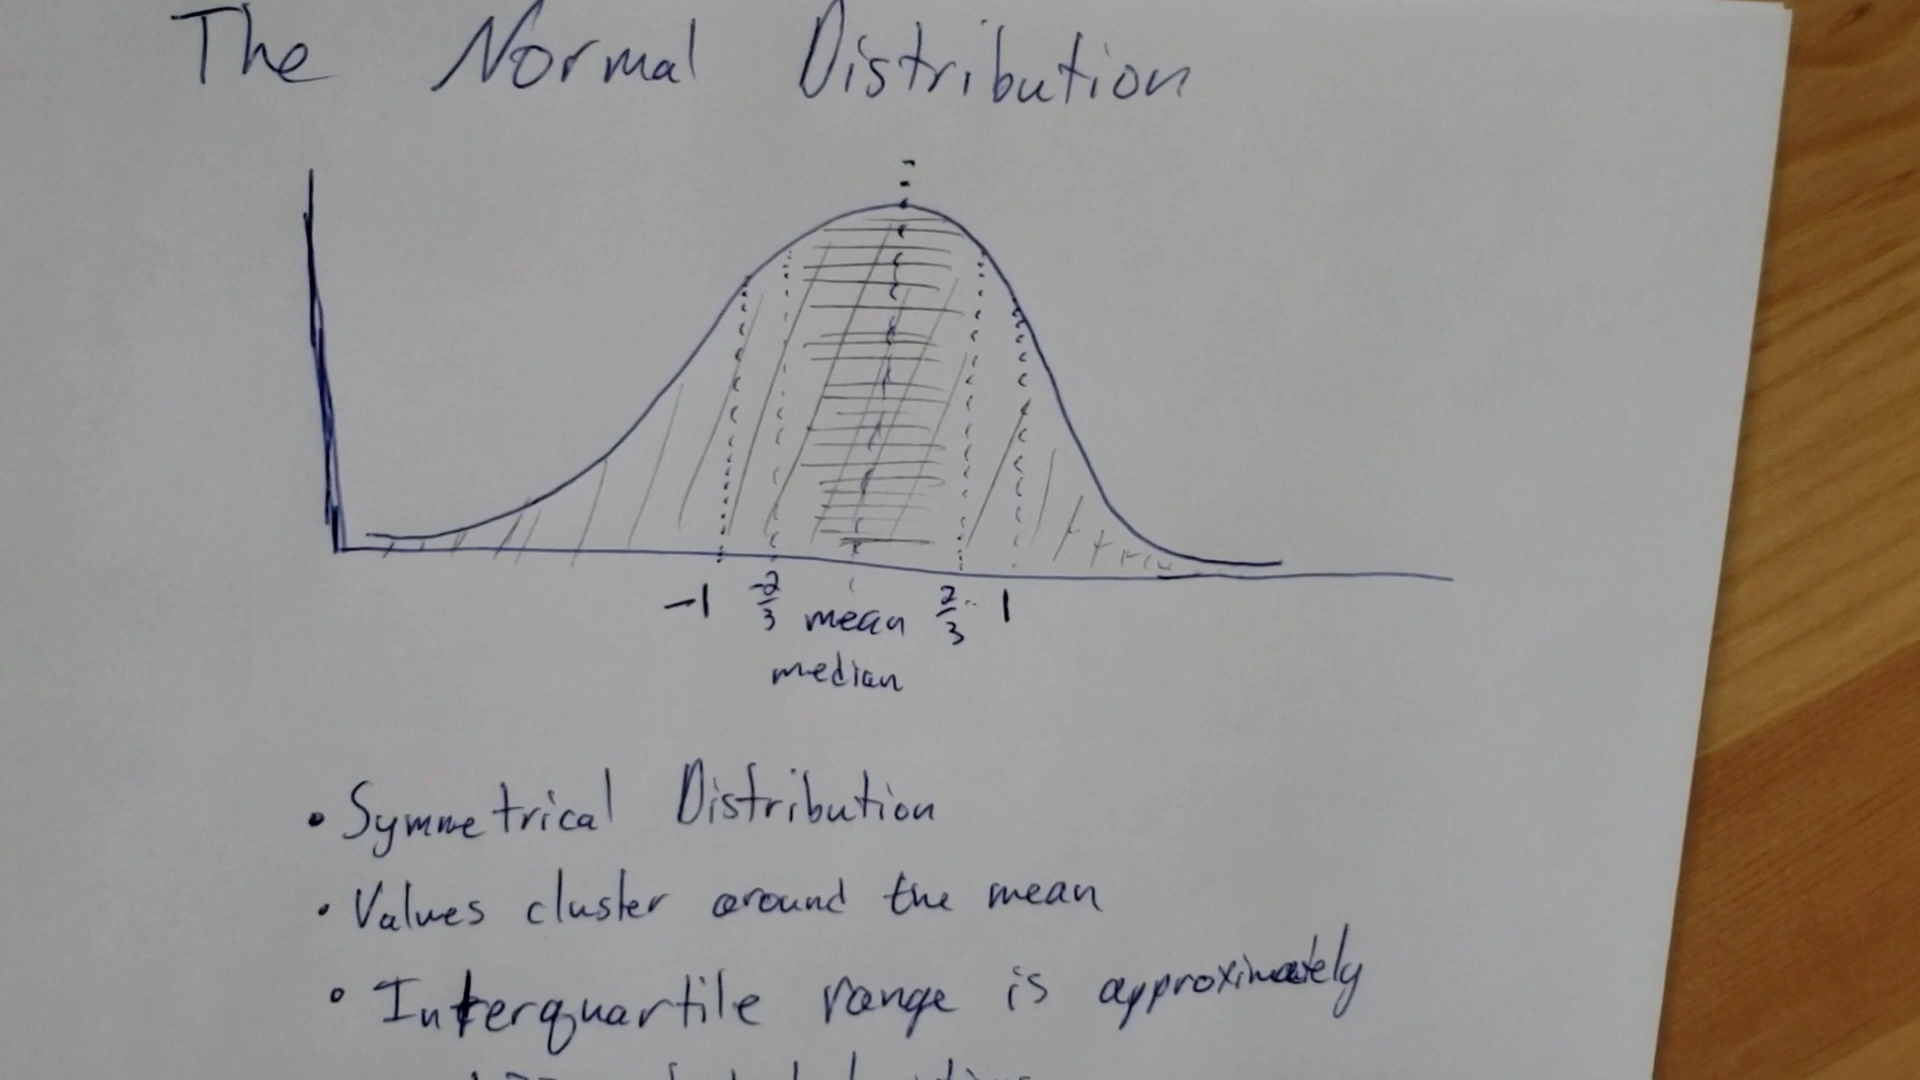 The Normal Distribution
-1 -2/3 mean 2/3 1
median
• Symmetrical Distribution
• Values cluster around the mean
• Interquartile range is approximately